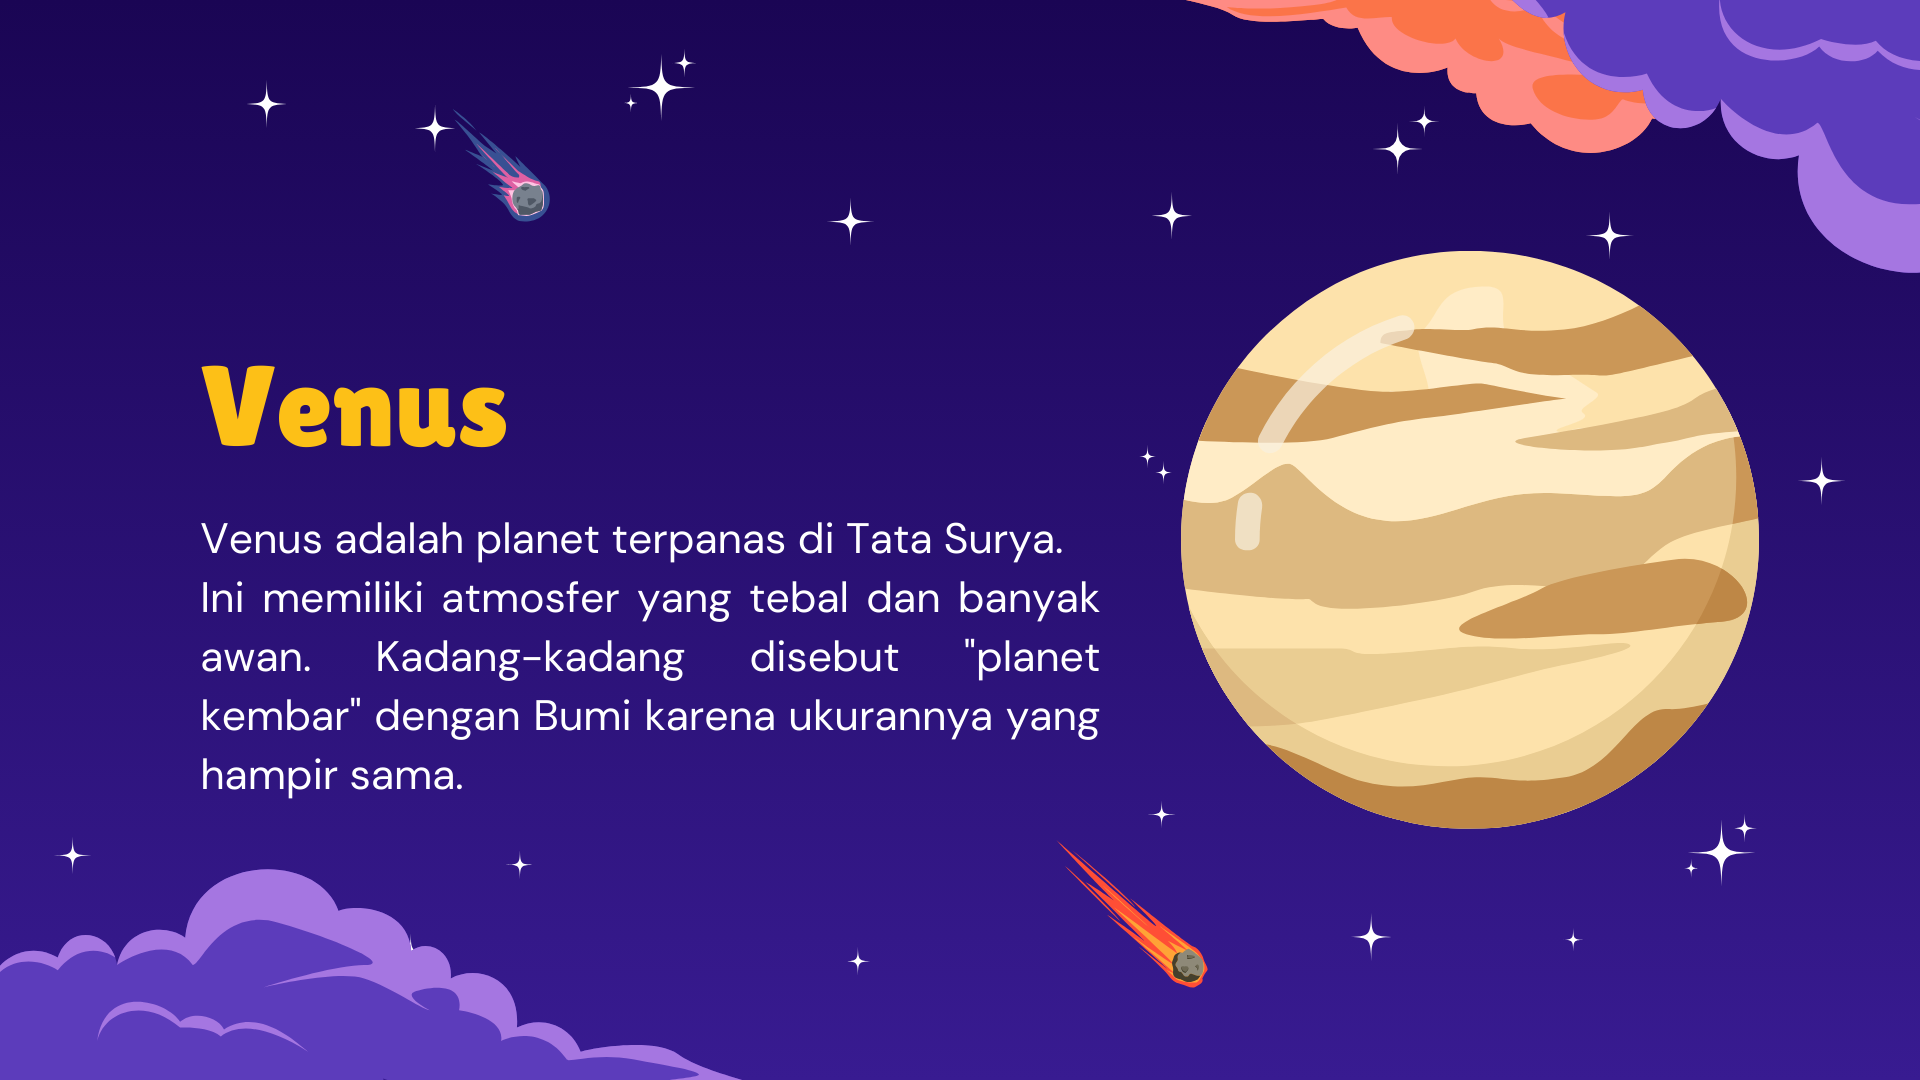 Venus
Venus adalah planet terpanas di Tata Surya.
Ini memiliki atmosfer yang tebal dan banyak
awan. Kadang-kadang disebut "planet
kembar" dengan Bumi karena ukurannya yang
hampir sama.